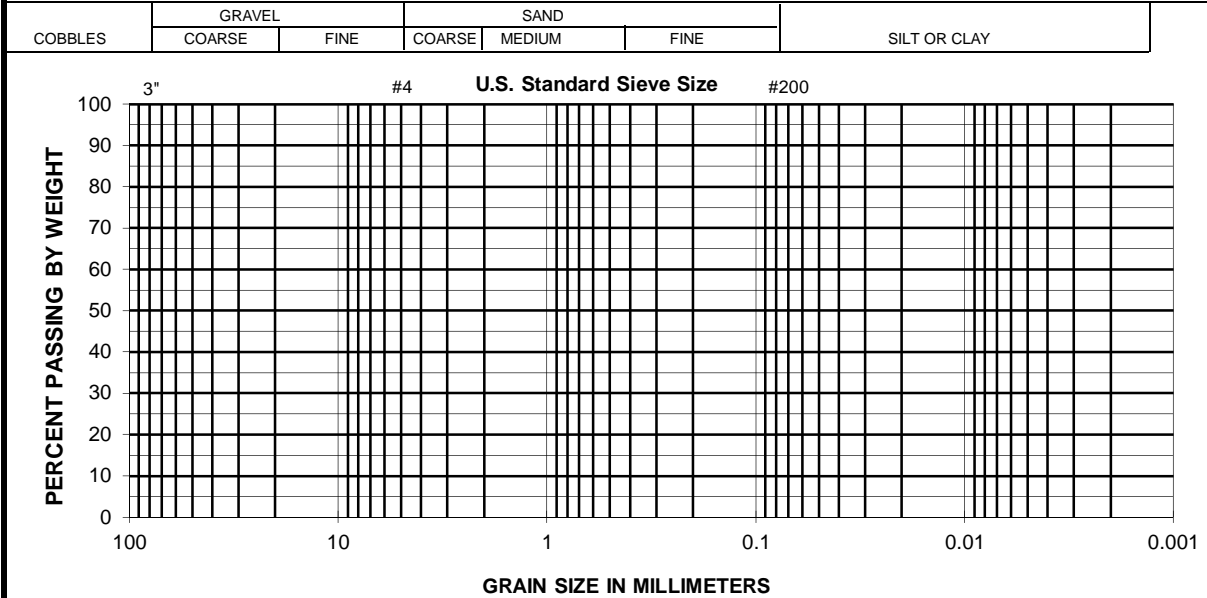 GRAVEL SAND
COBBLES COARSE FINE COARSE MEDIUM FINE SILT OR CLAY
3" #4 U.S. Standard Sieve Size #200
PERCENT PASSING BY WEIGHT
100
90
80
70
60
50
40
30
20
10
0
100 10 1 0.1 0.01 0.001
GRAIN SIZE IN MILLIMETERS